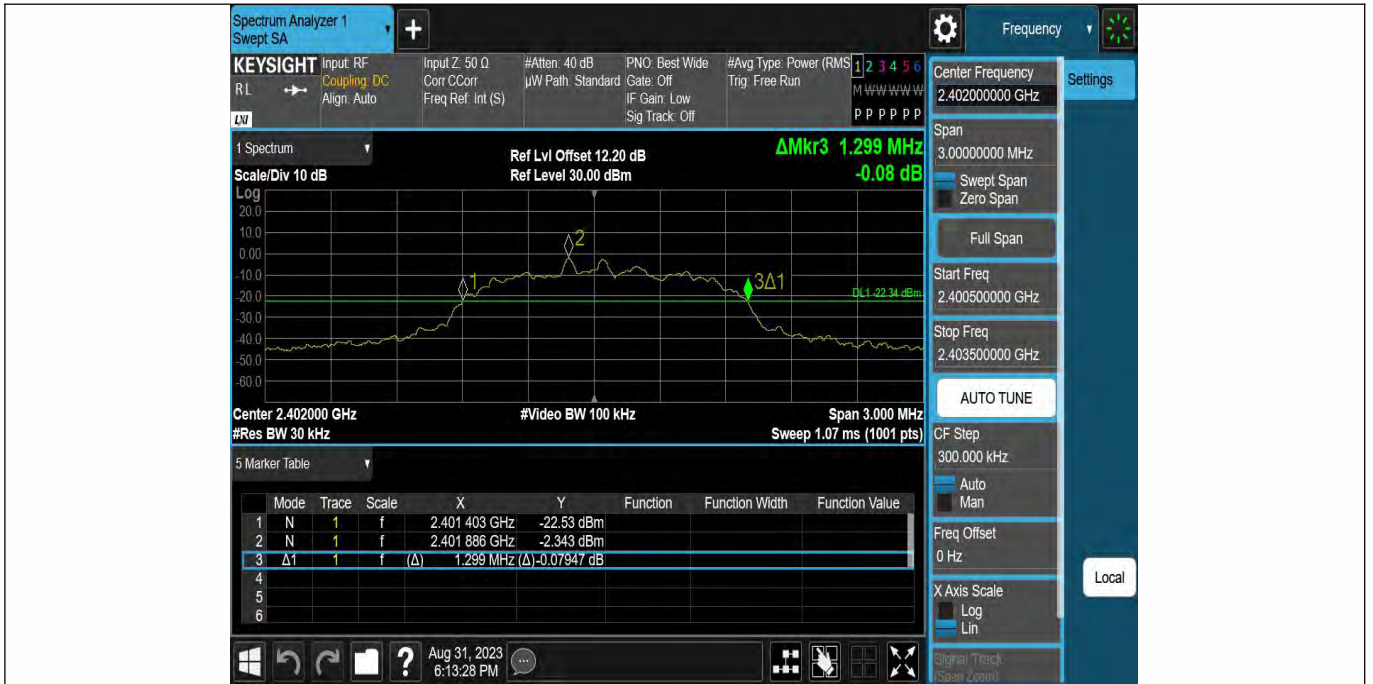 Spectrum Analyzer 1
Swept SA
+
Frequency
KEYSIGHT
RL
LXI
Input: RF
Coupling: DC
Align: Auto
Input Z: 50 Ω
Corr CCorr
Freq Ref: Int (S)
#Atten: 40 dB
µW Path: Standard
PNO: Best Wide
Gate: Off
IF Gain: Low
Sig Track: Off
#Avg Type: Power (RMS
Trig: Free Run
1 2 3 4 5 6
M W W W W W
P P P P P P
1 Spectrum
Scale/Div 10 dB
Ref Lvl Offset 12.20 dB
Ref Level 30.00 dBm
ΔMkr3 1.299 MHz
-0.08 dB
Log
20.0
10.0
0.00
-10.0
-20.0
-30.0
-40.0
-50.0
-60.0
1
2
3Δ1
DL1 -22.34 dBm
Center 2.402000 GHz
#Video BW 100 kHz
Span 3.000 MHz
#Res BW 30 kHz
Sweep 1.07 ms (1001 pts)
5 Marker Table
Mode Trace Scale X Y Function Function Width Function Value
1 N 1 f 2.401 403 GHz -22.53 dBm
2 N 1 f 2.401 886 GHz -2.343 dBm
3 Δ1 1 f (Δ) 1.299 MHz (Δ) -0.07947 dB
4
5
6
?
Aug 31, 2023
6:13:28 PM
Center Frequency
2.402000000 GHz
Settings
Span
3.00000000 MHz
Swept Span
Zero Span
Full Span
Start Freq
2.400500000 GHz
Stop Freq
2.403500000 GHz
AUTO TUNE
CF Step
300.000 kHz
Auto
Man
Freq Offset
0 Hz
X Axis Scale
Log
Lin
Signal Track
(Span Zoom)
Local